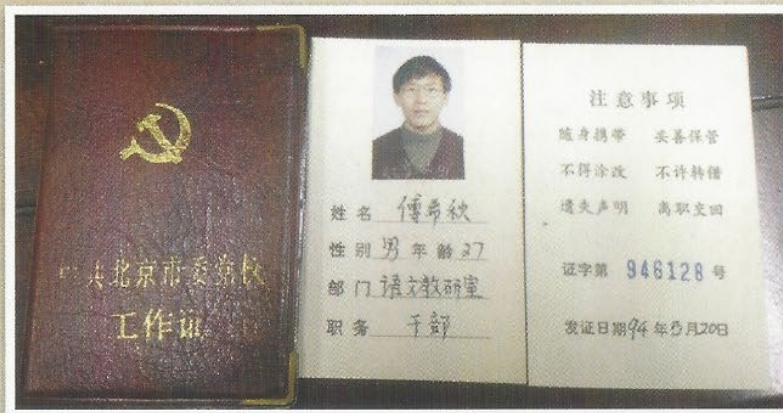 中共北京市委党校
工作证
姓名 傅希秋
性别 男 年龄 27
部门 语文教研室
职务 干部
注意事项
随身携带 妥善保管
不得涂改 不许转借
遗失声明 离职交回
证字第 946128 号
发证日期 94 年 5 月 20 日